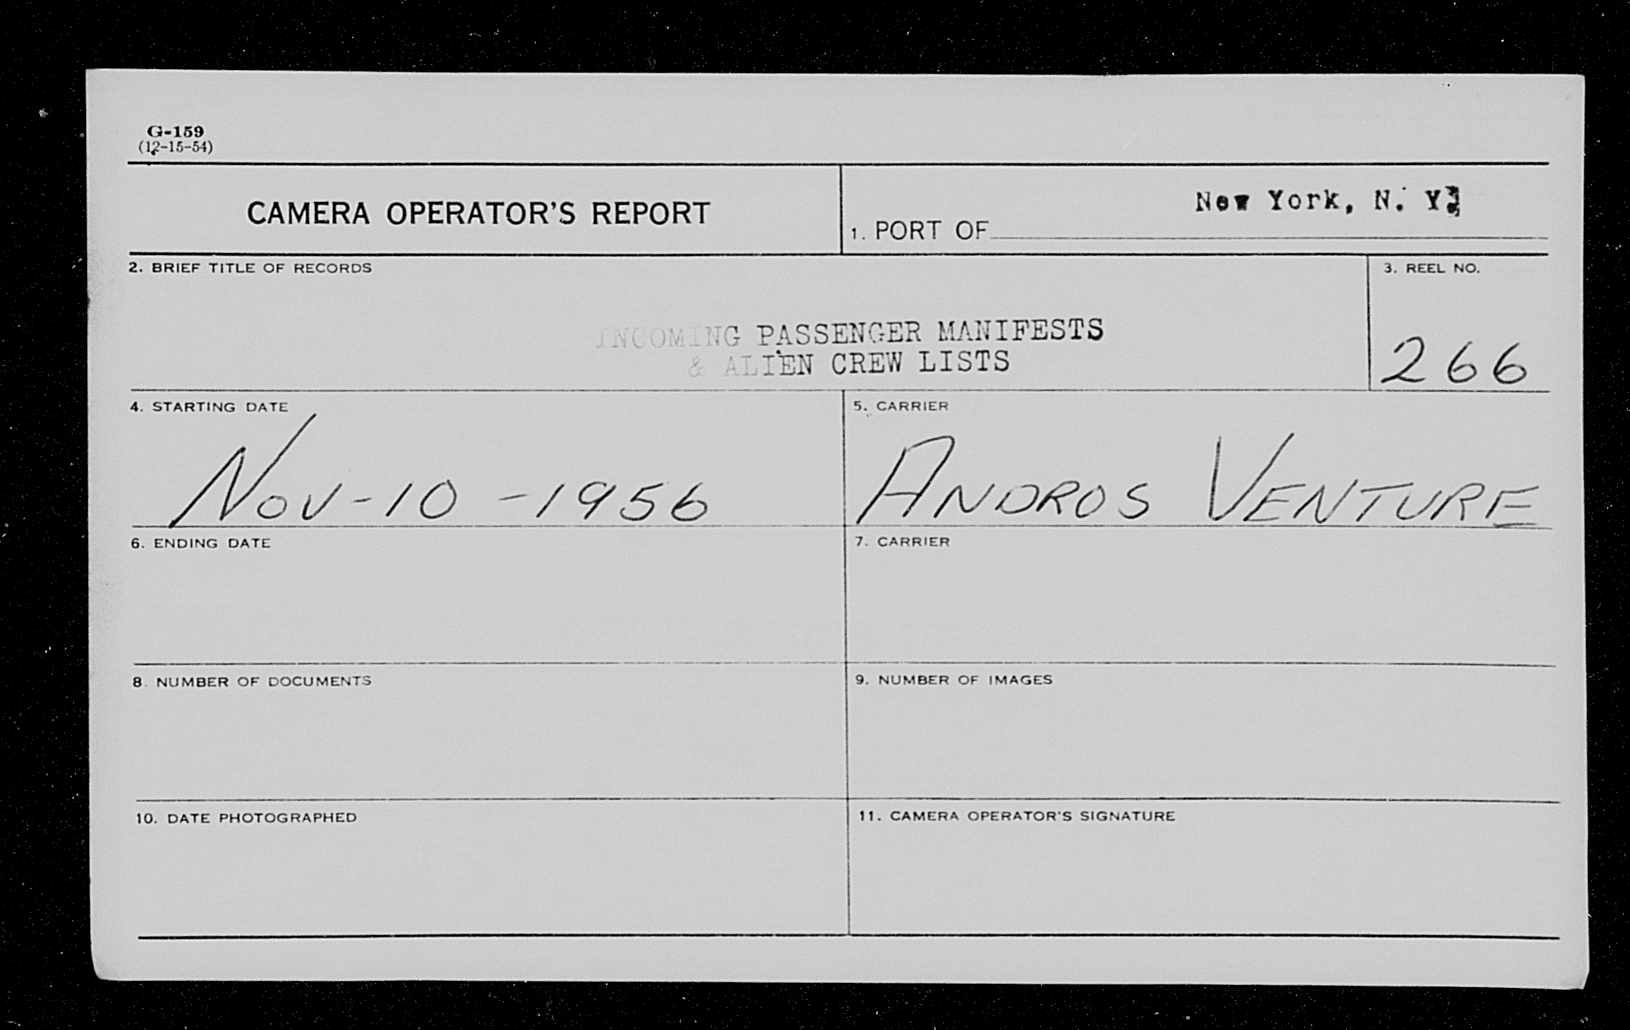 G-159
(12-15-54)
CAMERA OPERATOR'S REPORT
1. PORT OF New York, N. Y.
2. BRIEF TITLE OF RECORDS
INCOMING PASSENGER MANIFESTS
& ALIEN CREW LISTS
3. REEL NO.
266
4. STARTING DATE
Nov-10-1956
5. CARRIER
ANDROS VENTURE
6. ENDING DATE
7. CARRIER
8. NUMBER OF DOCUMENTS
9. NUMBER OF IMAGES
10. DATE PHOTOGRAPHED
11. CAMERA OPERATOR'S SIGNATURE